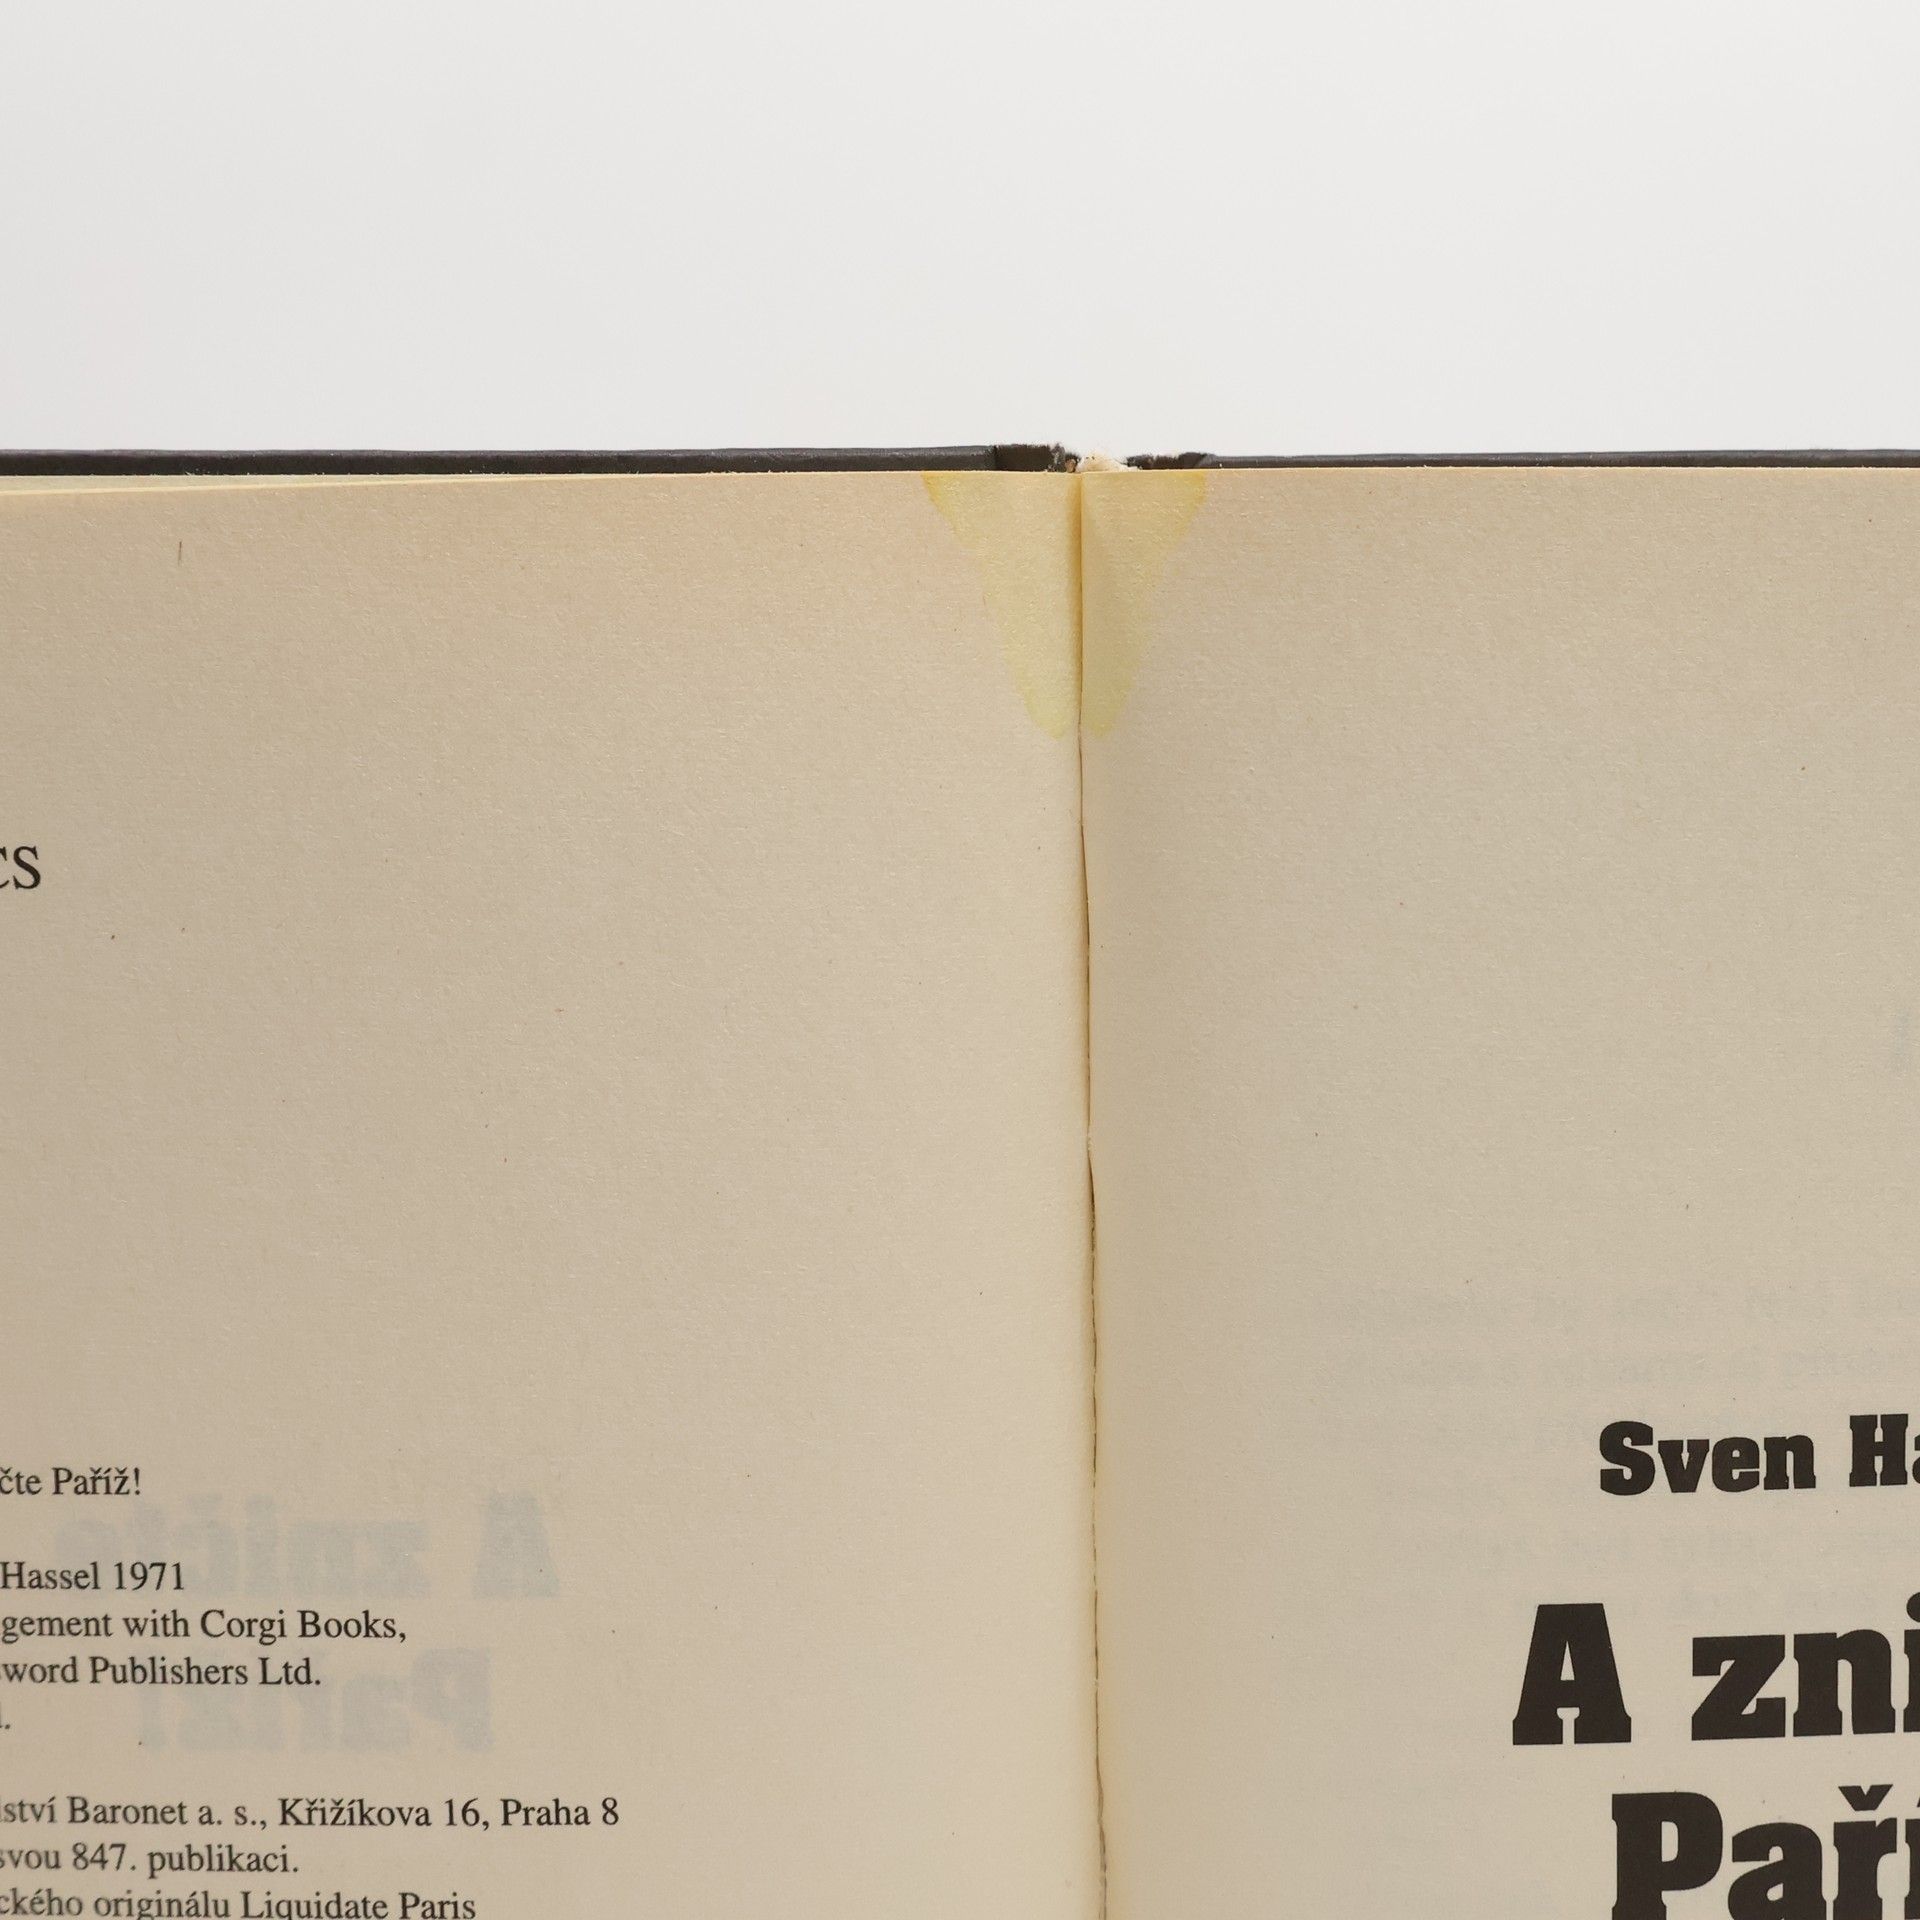 cs
čte Paříž!
Hassel 1971
gement with Corgi Books,
sword Publishers Ltd.
lství Baronet a. s., Křižíkova 16, Praha 8
svou 847. publikaci.
ckého originálu Liquidate Paris
Sven Ha
A zni
Paří